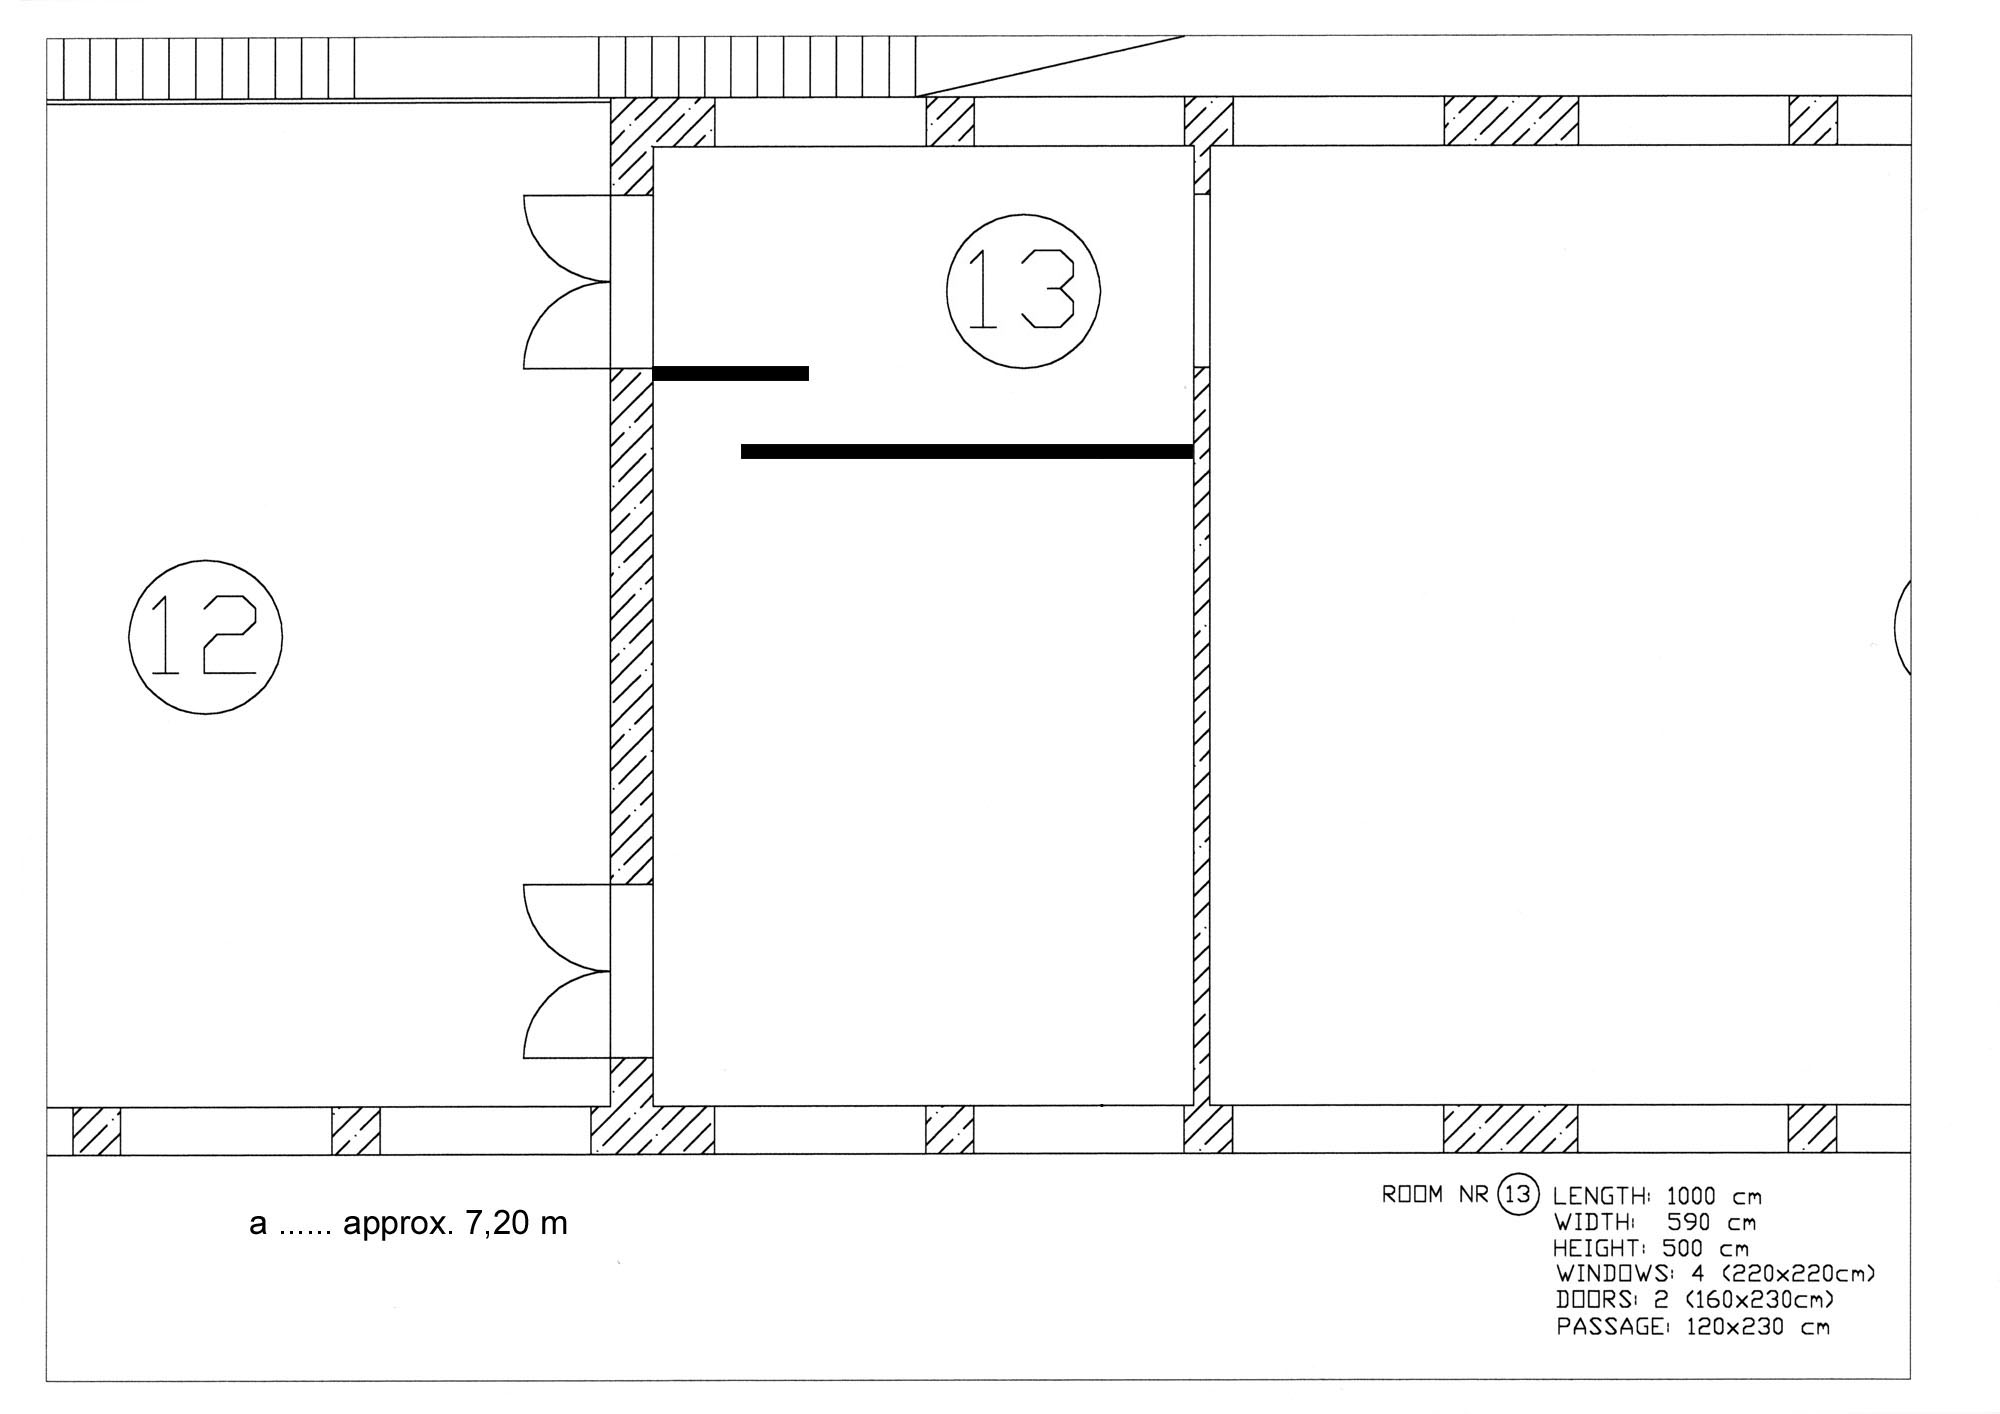 13
12
a ...... approx. 7,20 m
ROOM NR 13 LENGTH: 1000 cm
WIDTH: 590 cm
HEIGHT: 500 cm
WINDOWS: 4 (220x220cm)
DOORS: 2 (160x230cm)
PASSAGE: 120x230 cm